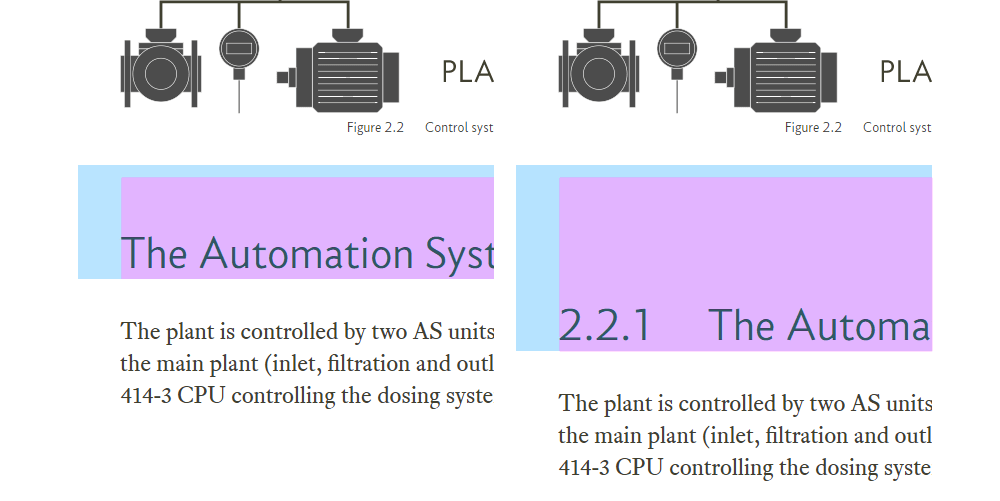 PLA
Figure 2.2 Control syst
The Automation Syst
The plant is controlled by two AS units
the main plant (inlet, filtration and outl
414-3 CPU controlling the dosing syste
PLA
Figure 2.2 Control syst
2.2.1 The Automa
The plant is controlled by two AS units
the main plant (inlet, filtration and outl
414-3 CPU controlling the dosing syste